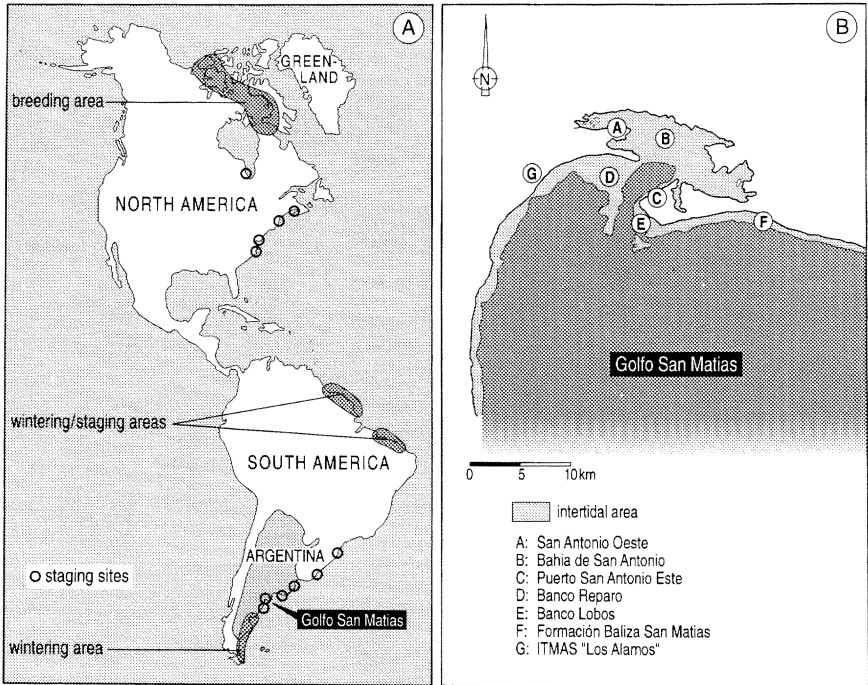 A
GREEN-
LAND
breeding area
NORTH AMERICA
wintering/staging areas
SOUTH AMERICA
ARGENTINA
staging sites
Golfo San Matias
wintering area
B
N
A
B
G
D
C
E
F
Golfo San Matias
0 5 10 km
intertidal area
A: San Antonio Oeste
B: Bahia de San Antonio
C: Puerto San Antonio Este
D: Banco Reparo
E: Banco Lobos
F: Formación Baliza San Matias
G: ITMAS "Los Alamos"